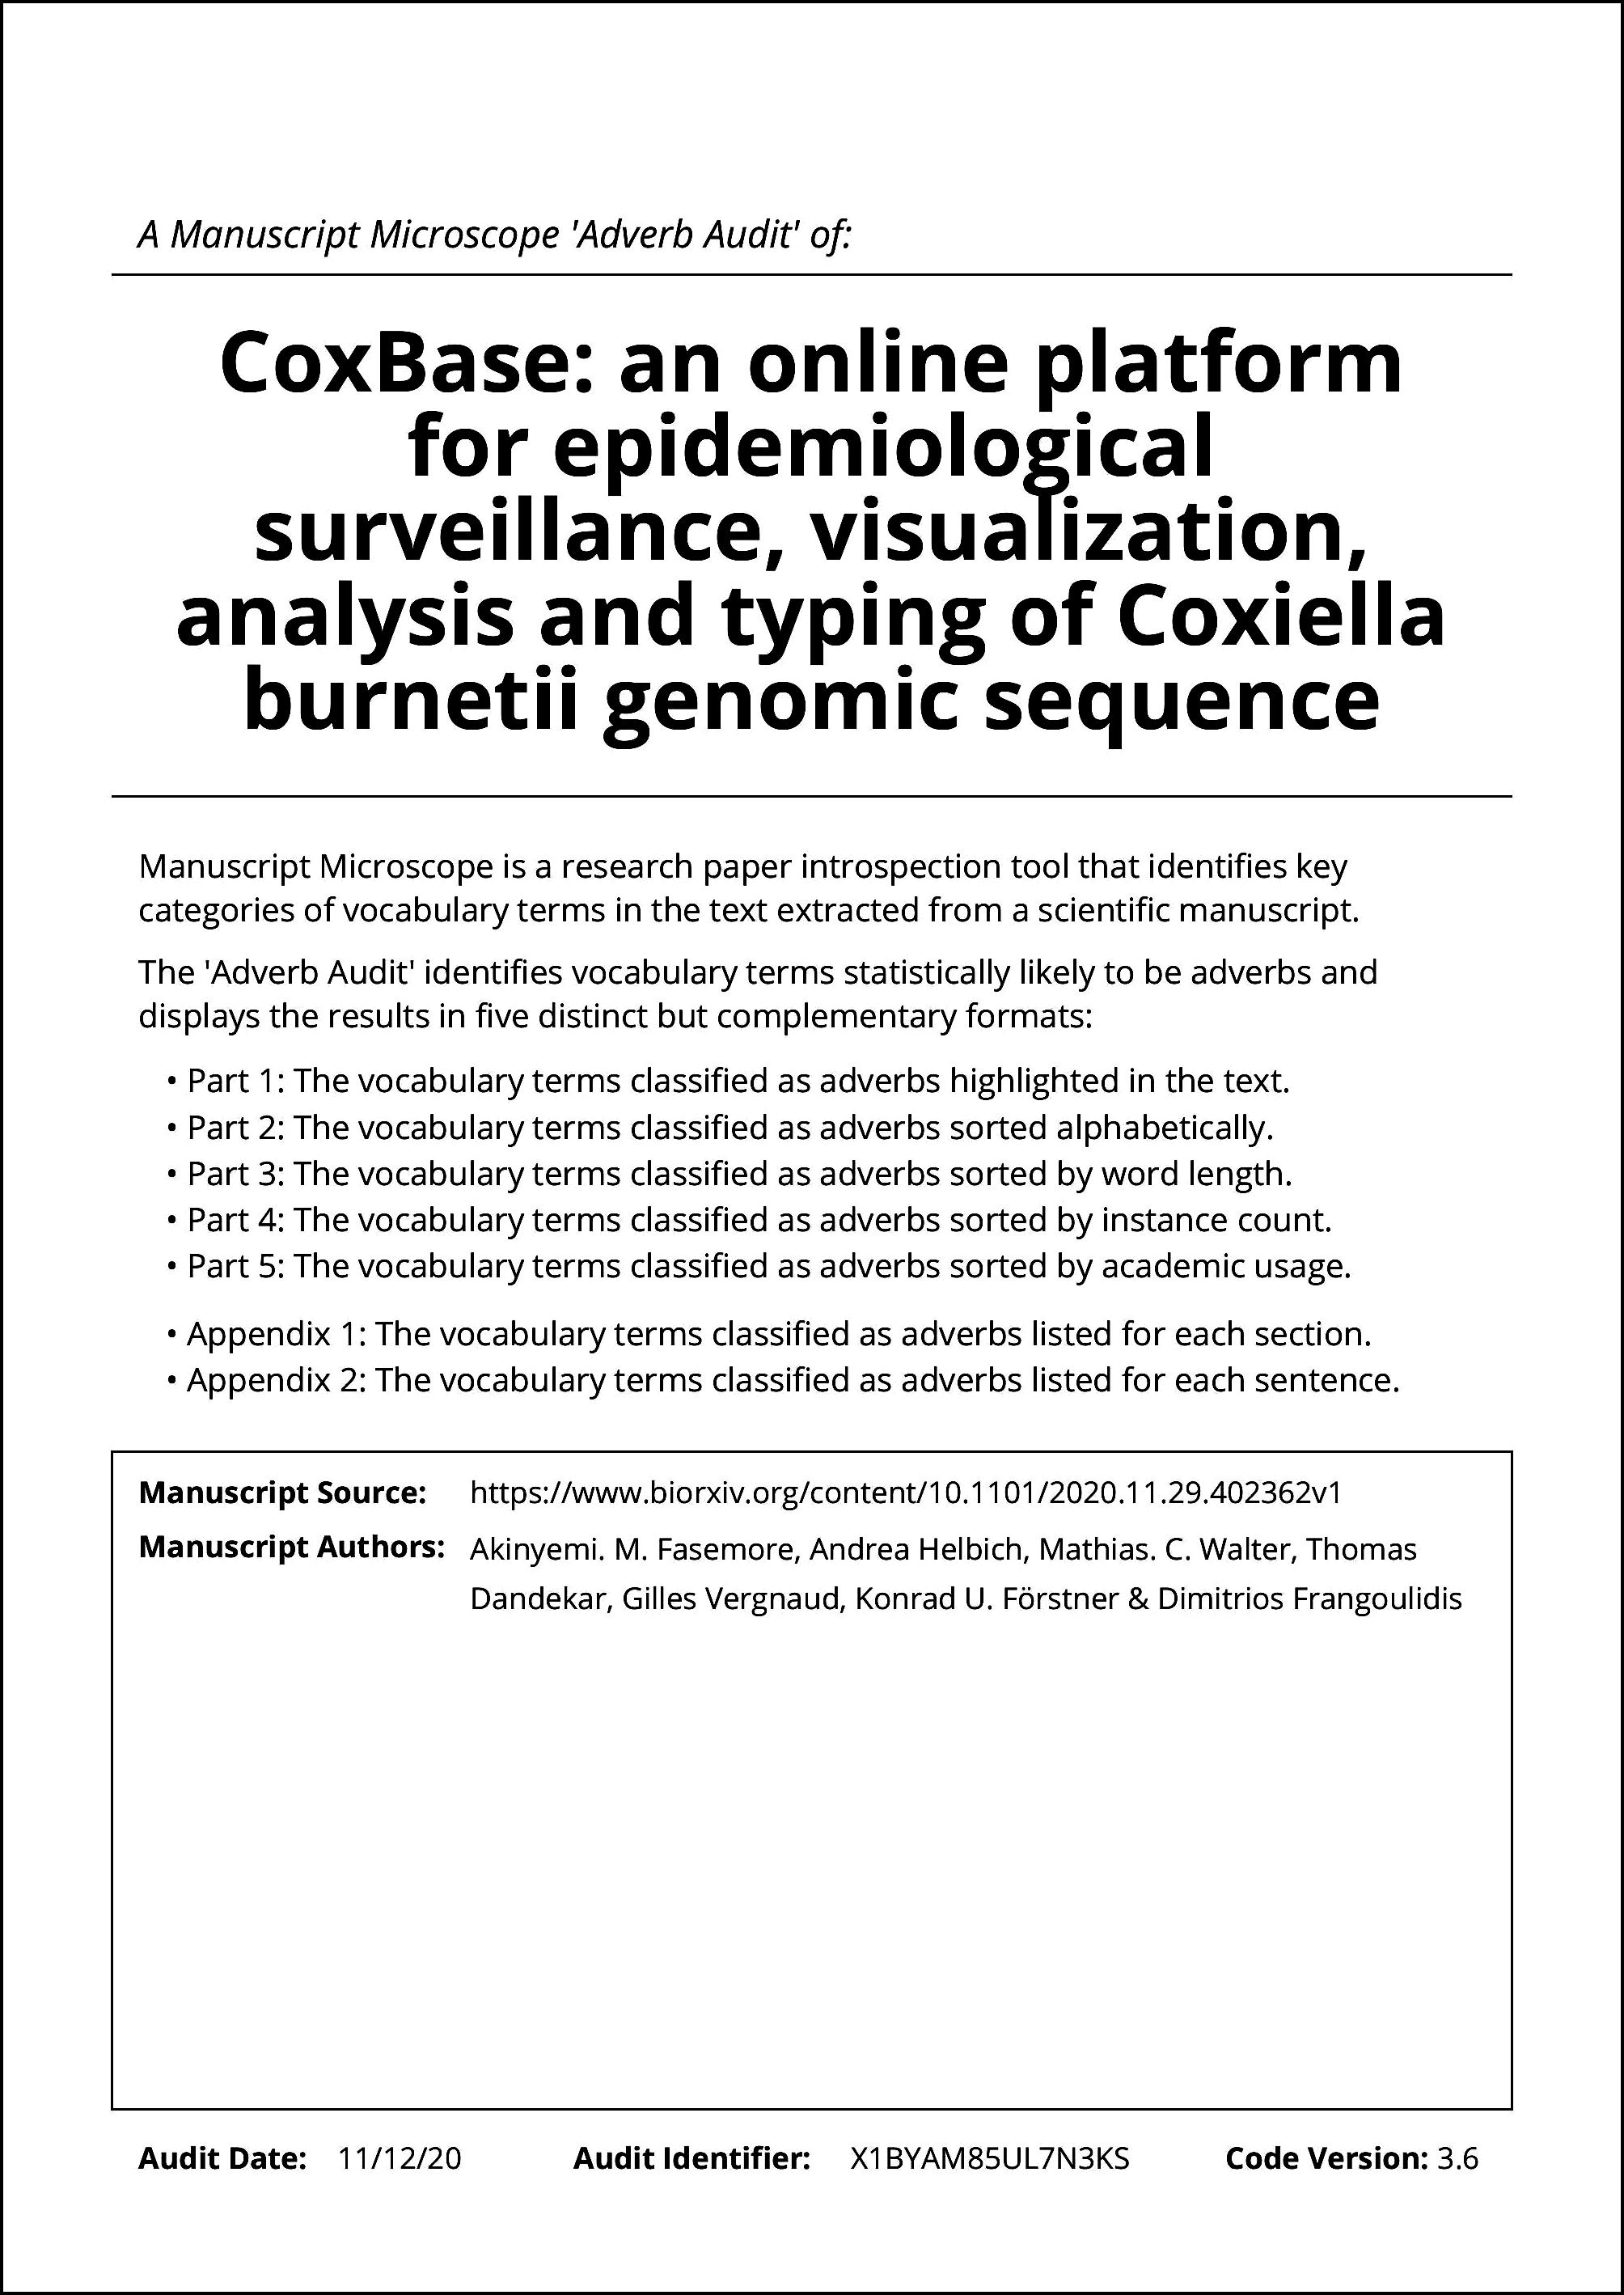 A Manuscript Microscope 'Adverb Audit' of:
CoxBase: an online platform
for epidemiological
surveillance, visualization,
analysis and typing of Coxiella
burnetii genomic sequence
Manuscript Microscope is a research paper introspection tool that identifies key
categories of vocabulary terms in the text extracted from a scientific manuscript.
The 'Adverb Audit' identifies vocabulary terms statistically likely to be adverbs and
displays the results in five distinct but complementary formats:
• Part 1: The vocabulary terms classified as adverbs highlighted in the text.
• Part 2: The vocabulary terms classified as adverbs sorted alphabetically.
• Part 3: The vocabulary terms classified as adverbs sorted by word length.
• Part 4: The vocabulary terms classified as adverbs sorted by instance count.
• Part 5: The vocabulary terms classified as adverbs sorted by academic usage.
• Appendix 1: The vocabulary terms classified as adverbs listed for each section.
• Appendix 2: The vocabulary terms classified as adverbs listed for each sentence.
Manuscript Source: https://www.biorxiv.org/content/10.1101/2020.11.29.402362v1
Manuscript Authors: Akinyemi. M. Fasemore, Andrea Helbich, Mathias. C. Walter, Thomas
Dandekar, Gilles Vergnaud, Konrad U. Förstner & Dimitrios Frangoulidis
Audit Date: 11/12/20 Audit Identifier: X1BYAM85UL7N3KS Code Version: 3.6